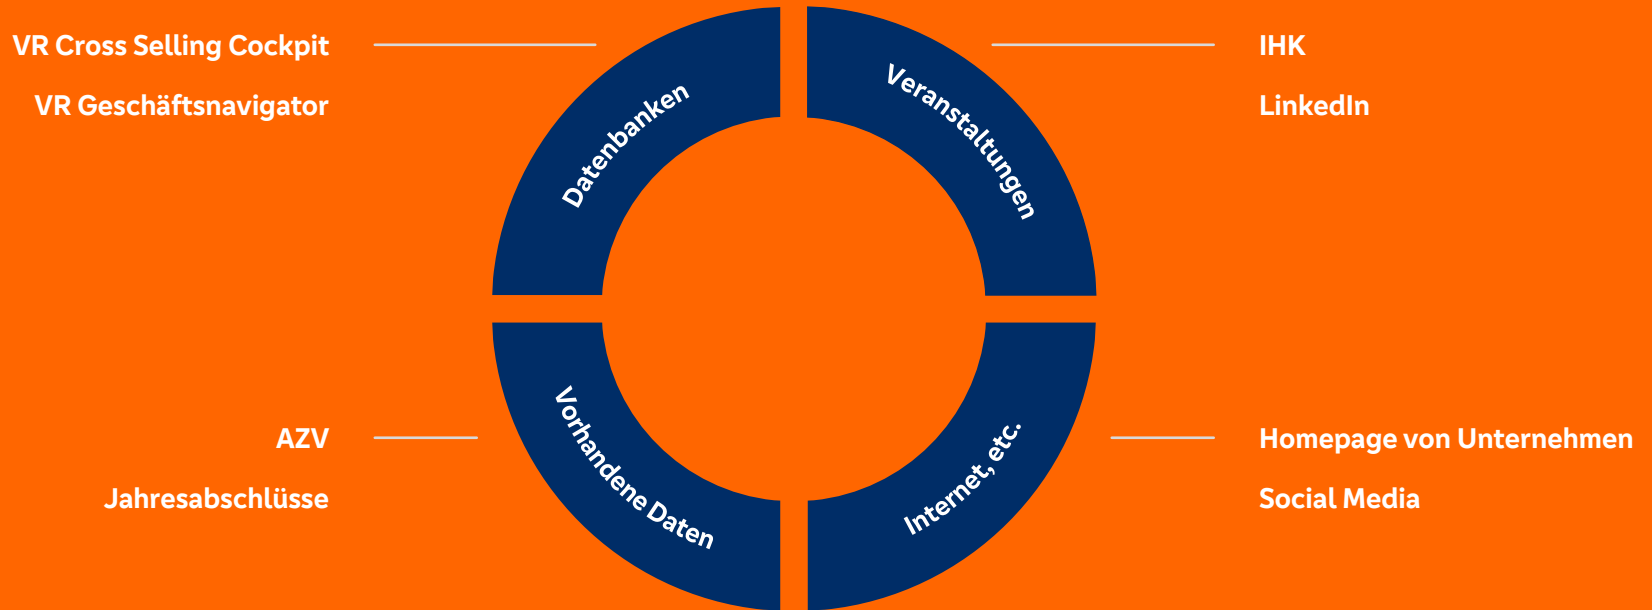 VR Cross Selling Cockpit
VR Geschäftsnavigator
Datenbanken
Veranstaltungen
IHK
LinkedIn
AZV
Jahresabschlüsse
Vorhandene Daten
Internet, etc.
Homepage von Unternehmen
Social Media